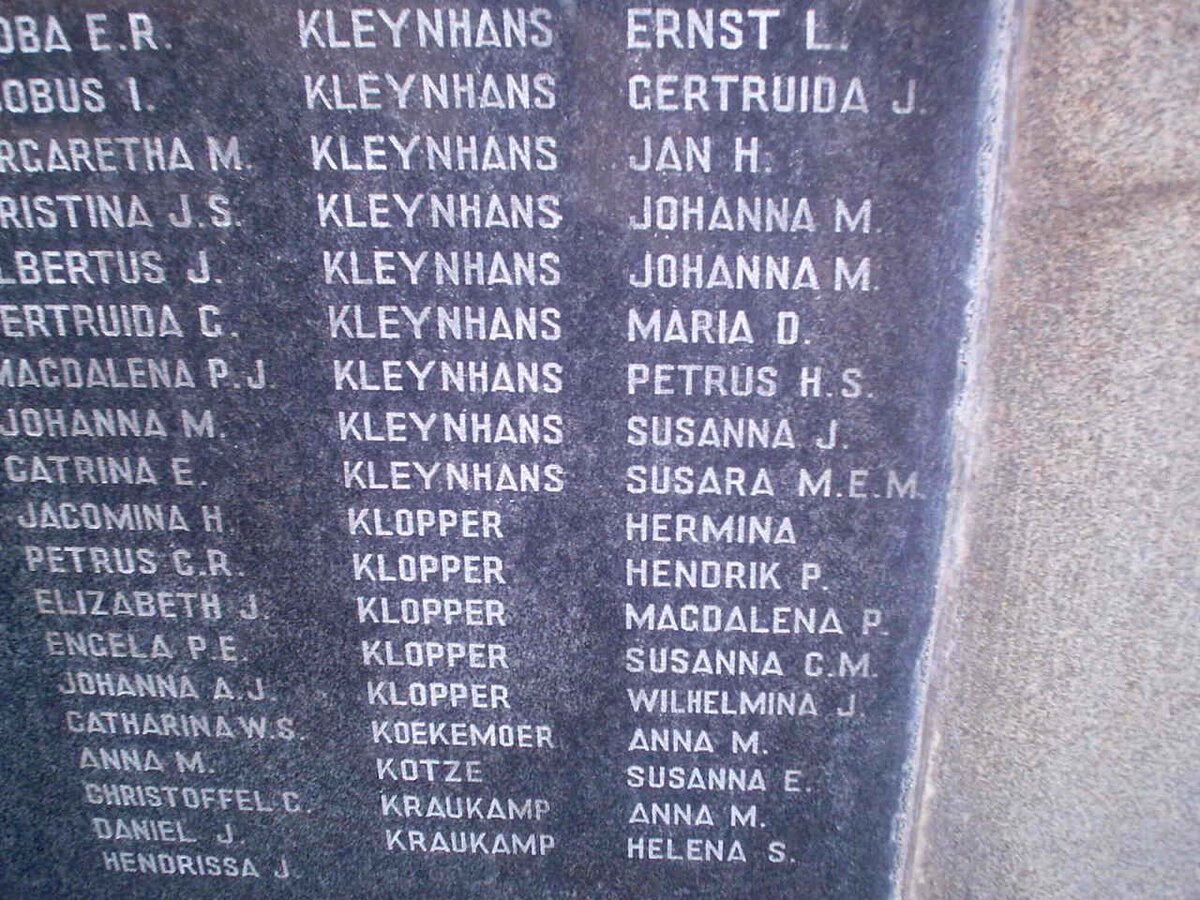 OBA E.R. KLEYNHANS ERNST L.
OBUS I. KLEYNHANS GERTRUIDA J.
RGARETHA M. KLEYNHANS JAN H.
RISTINA J.S. KLEYNHANS JOHANNA M.
LBERTUS J. KLEYNHANS JOHANNA M.
ERTRUIDA C. KLEYNHANS MARIA D.
MAGDALENA P.J. KLEYNHANS PETRUS H.S.
JOHANNA M. KLEYNHANS SUSANNA J.
CATRINA E. KLEYNHANS SUSARA M.E.M.
JACOMINA H. KLOPPER HERMINA
PETRUS C.R. KLOPPER HENDRIK P.
ELIZABETH J. KLOPPER MAGDALENA P.
ENGELA P.E. KLOPPER SUSANNA C.M.
JOHANNA A.J. KLOPPER WILHELMINA J.
CATHARINA W.S. KOEKEMOER ANNA M.
ANNA M. KOTZE SUSANNA E.
CHRISTOFFEL C. KRAUKAMP ANNA M.
DANIEL J. KRAUKAMP HELENA S.
HENDRISSA J.